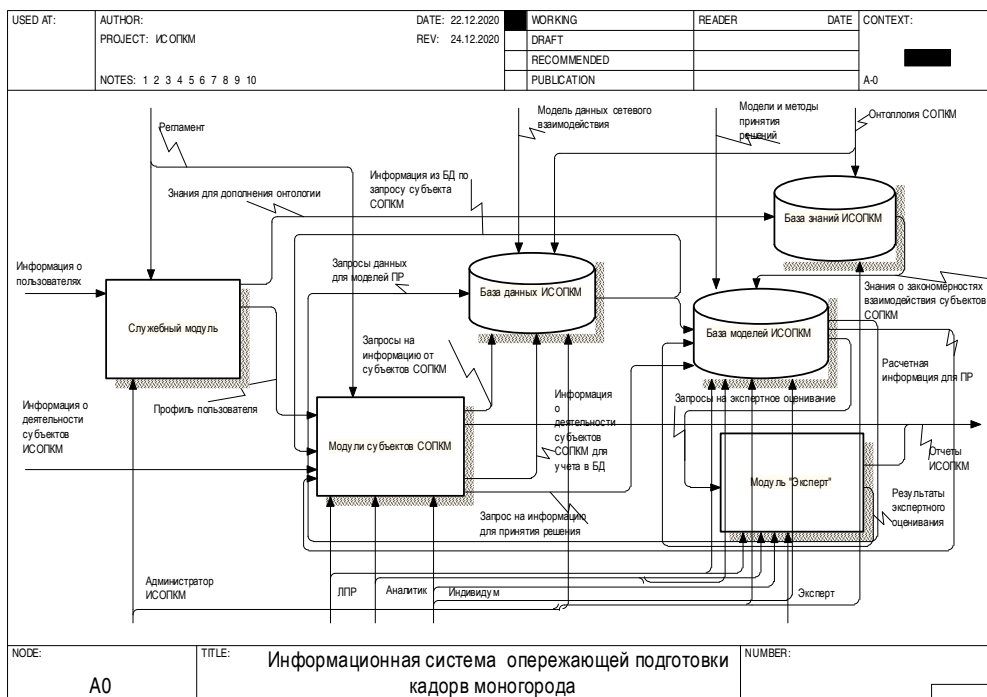 USED AT:
AUTHOR:
DATE: 22.12.2020
WORKING
READER
DATE
CONTEXT:
PROJECT: ИСОПКМ
REV: 24.12.2020
DRAFT
RECOMMENDED
NOTES: 1 2 3 4 5 6 7 8 9 10
PUBLICATION
A-0
Регламент
Модель данных сетевого
взаимодействия
Модели и методы
принятия
решений
Онтоллогия СОПКМ
Знания для дополнения онтологии
Информация из БД по
запросу субъекта
СОПКМ
База знаний ИСОПКМ
Информация о
пользователях
Запросы данных
для моделей ПР
База данных ИСОПКМ
Знания о закономерностях
взаимодействия субъектов
СОПКМ
Служебный модуль
База моделей ИСОПКМ
Запросы на
информацию от
субъектов СОПКМ
Расчетная
информация для ПР
Информация о
деятельности
субъектов
ИСОПКМ
Профиль пользователя
Информация
о
деятельности
субъектов
СОПКМ для
учета в БД
Запросы на экспертное оценивание
Модули субъектов СОПКМ
Отчеты
ИСОПКМ
Модуль "Эксперт"
Результаты
экспертного
оценивания
Запрос на информацию
для принятия решения
Администратор
ИСОПКМ
ЛПР
Аналитик
Индивидум
Эксперт
NODE:
TITLE:
NUMBER:
A0
Информационная система опережающей подготовки
кадорв моногорода